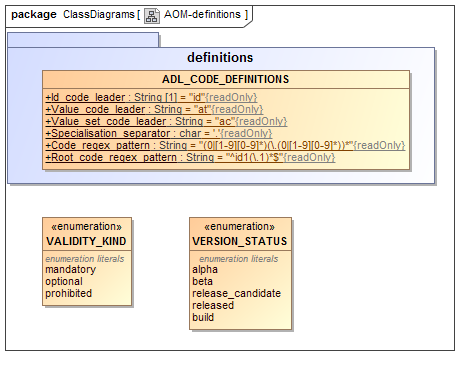 package ClassDiagrams [ AOM-definitions ]
definitions
ADL_CODE_DEFINITIONS
+Id_code_leader : String [1] = "id"{readOnly}
+Value_code_leader : String = "at"{readOnly}
+Value_set_code_leader : String = "ac"{readOnly}
+Specialisation_separator : char = '.'{readOnly}
+Code_regex_pattern : String = "(0|[1-9][0-9]*)(\.(0|[1-9][0-9]*))*"{readOnly}
+Root_code_regex_pattern : String = "^id1(\.1)*$"{readOnly}
«enumeration»
VALIDITY_KIND
enumeration literals
mandatory
optional
prohibited
«enumeration»
VERSION_STATUS
enumeration literals
alpha
beta
release_candidate
released
build